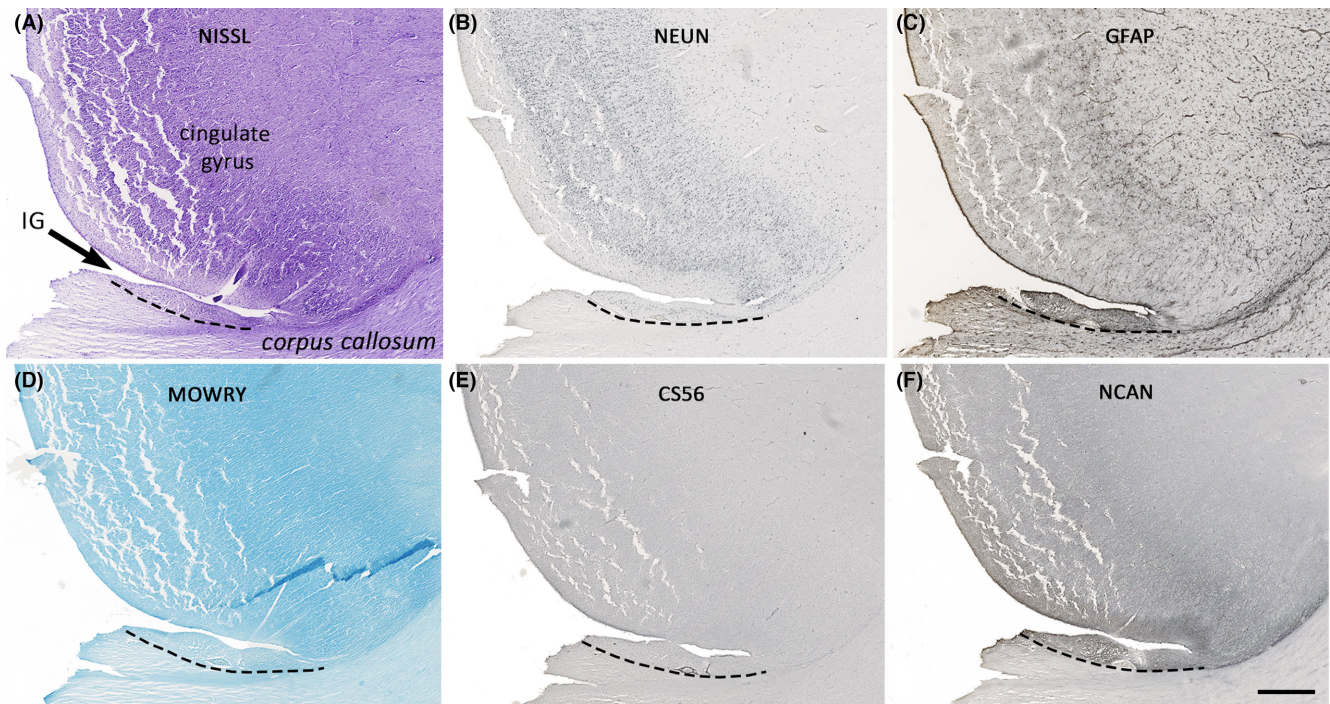 (A)
NISSL
cingulate
gyrus
IG
corpus callosum
(B)
NEUN
(C)
GFAP
(D)
MOWRY
(E)
CS56
(F)
NCAN